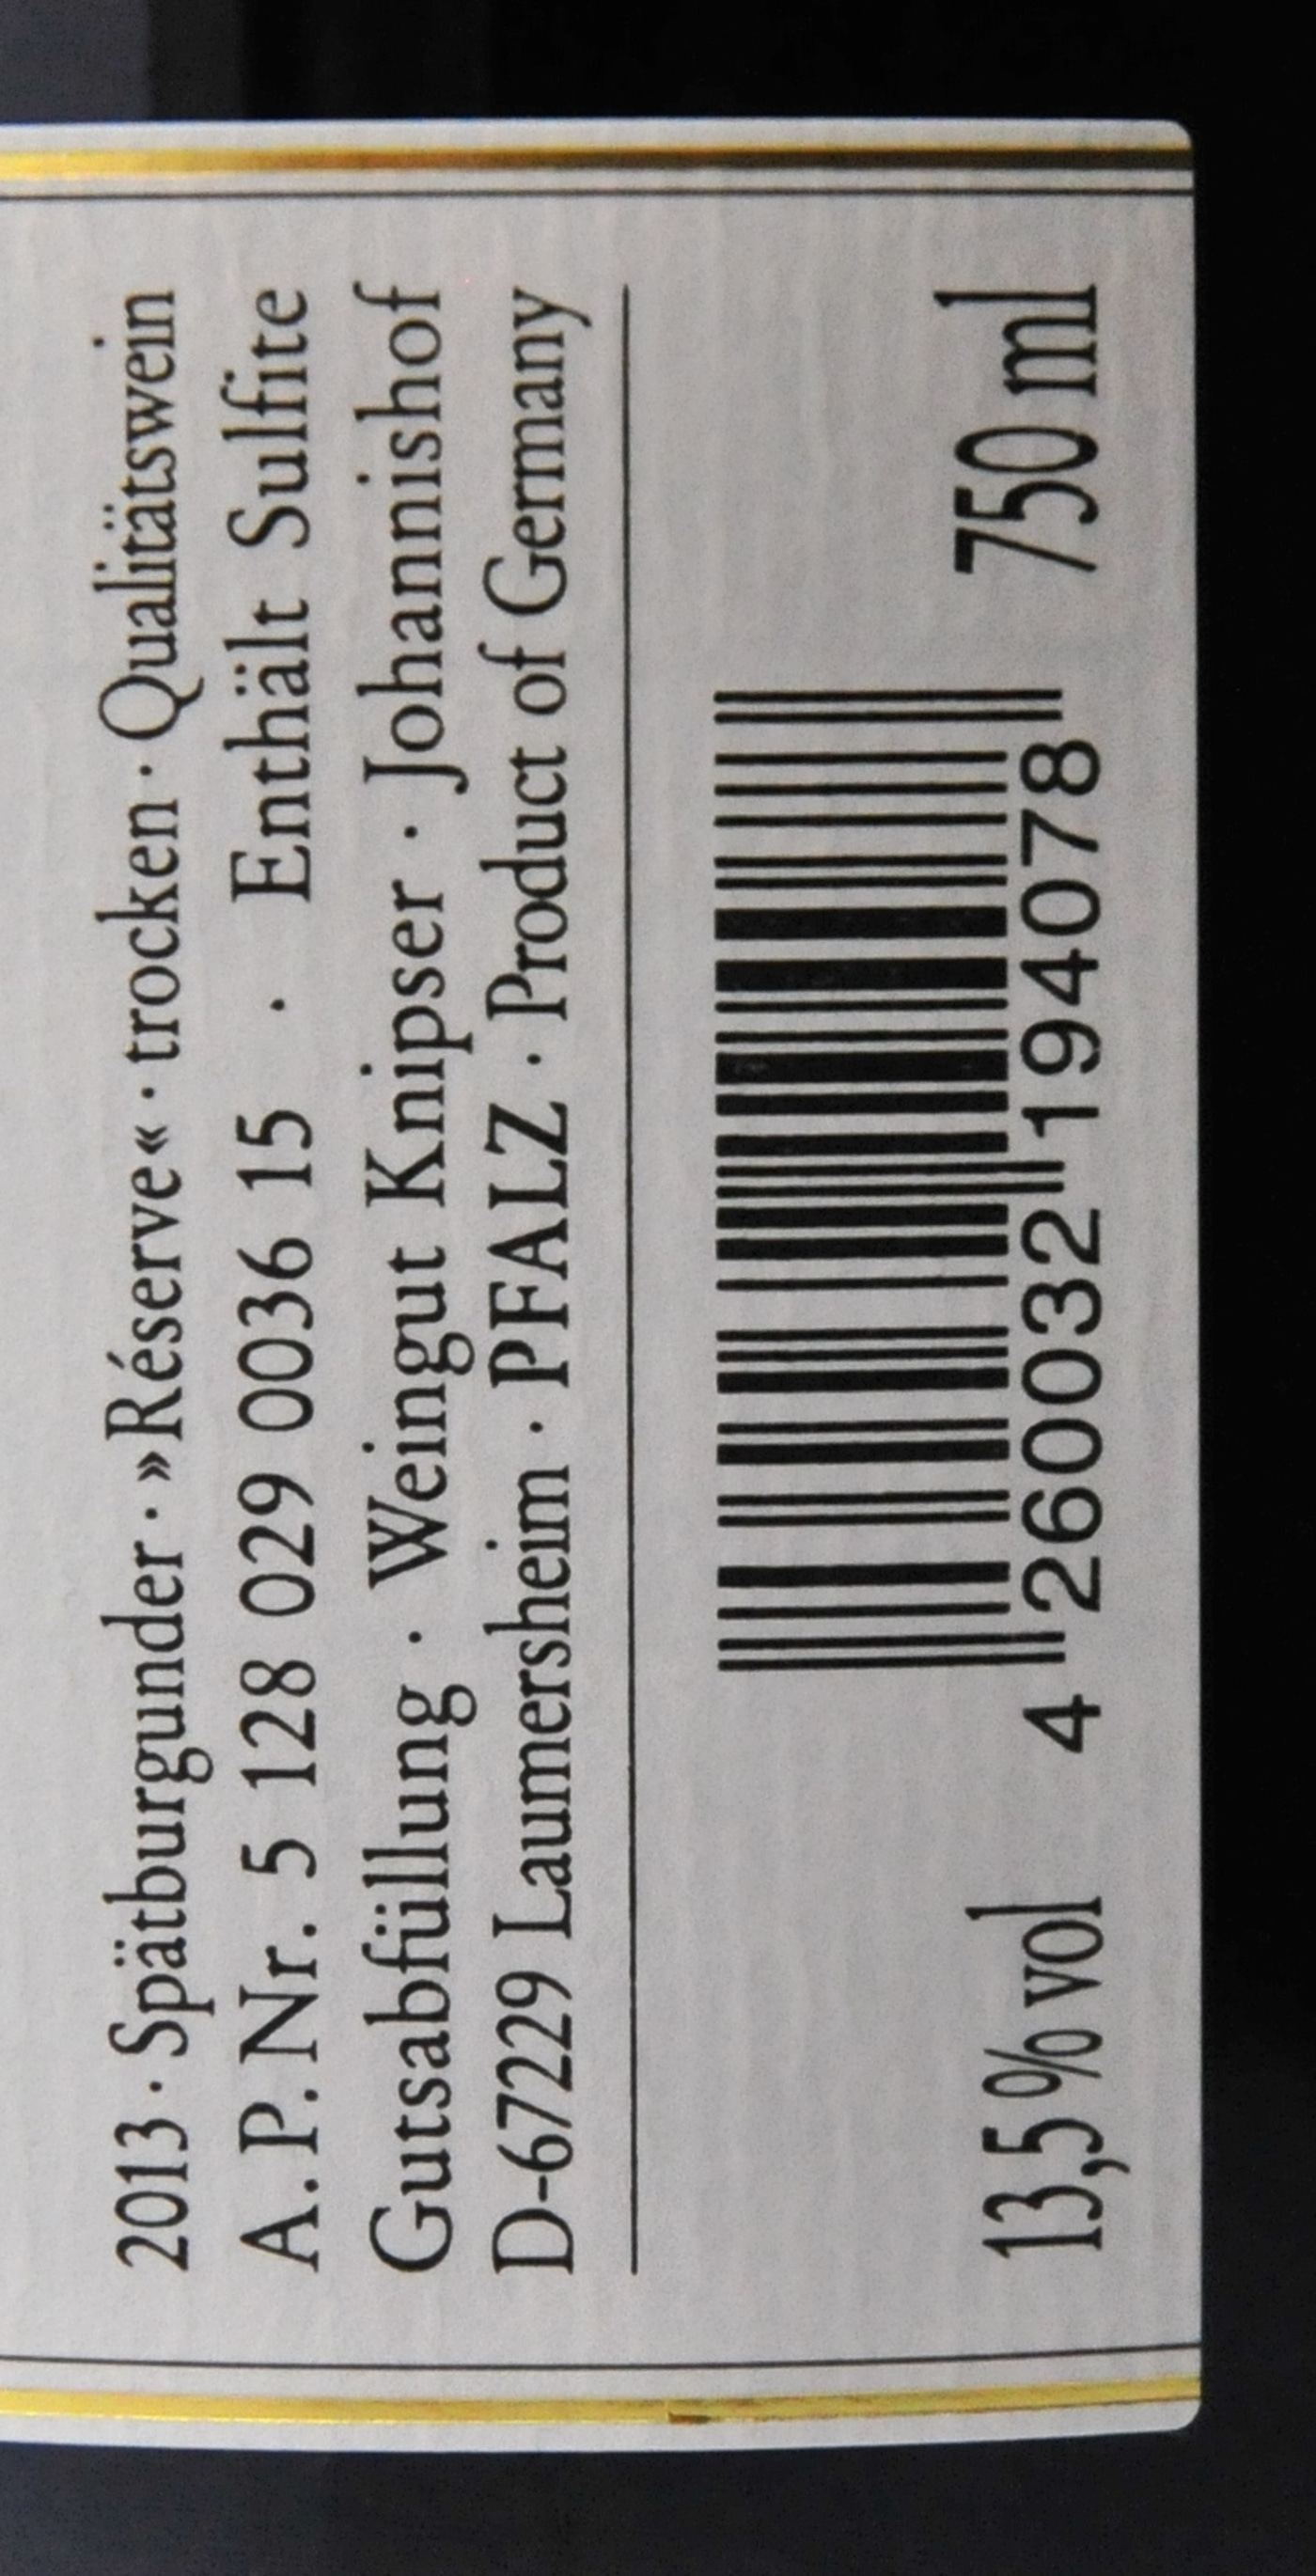 2013 · Spätburgunder · »Réserve« · trocken · Qualitätswein
A.P.Nr. 5 128 029 0036 15 · Enthält Sulfite
Gutsabfüllung · Weingut Knipser · Johannishof
D-67229 Laumersheim · PFALZ · Product of Germany
13,5 % vol 4 260032 194078 750 ml